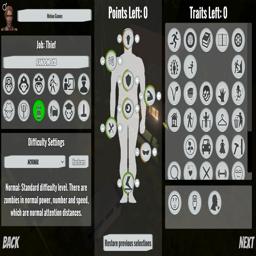 Points Left: 0
Traits Left: 0
Job: Thief
Difficulty Settings
NORMAL
Normal: Standard difficulty level. There are
zombies in normal power, number and speed,
which are normal attention distances.
BACK
Restore previous selections
NEXT